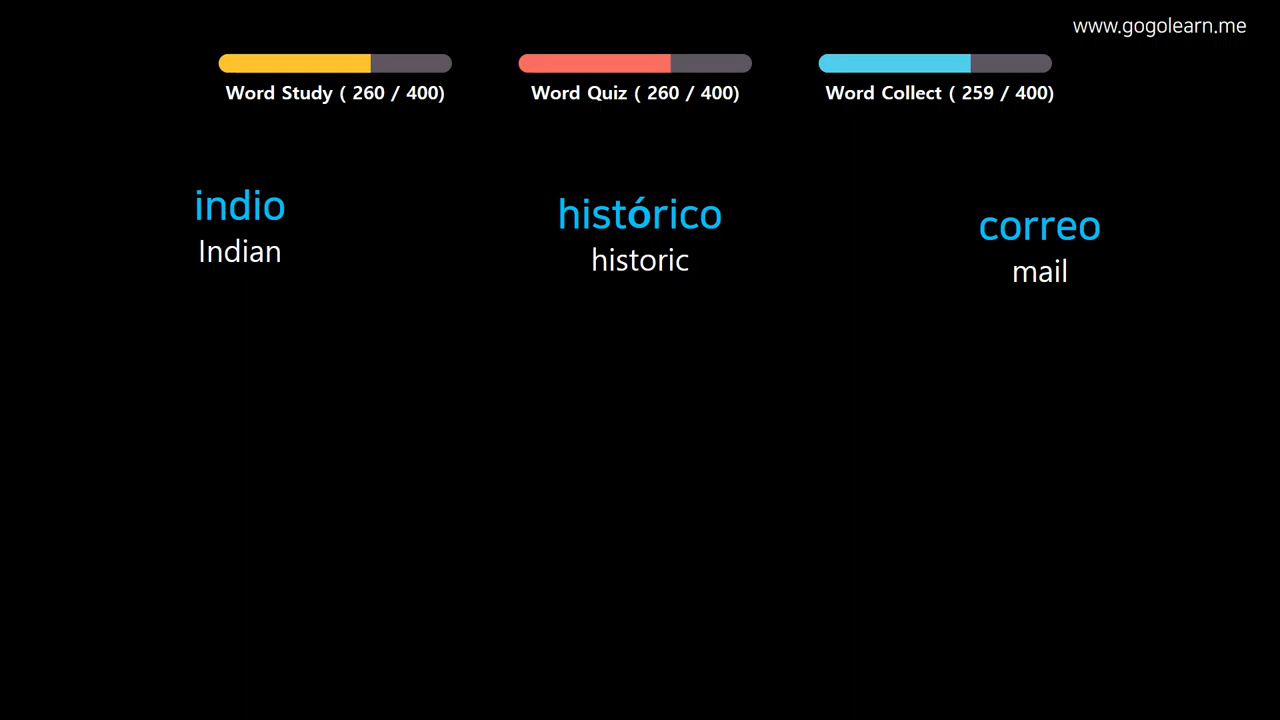 www.gogolearn.me
Word Study ( 260 / 400)
Word Quiz ( 260 / 400)
Word Collect ( 259 / 400)
indio
Indian
histórico
historic
correo
mail